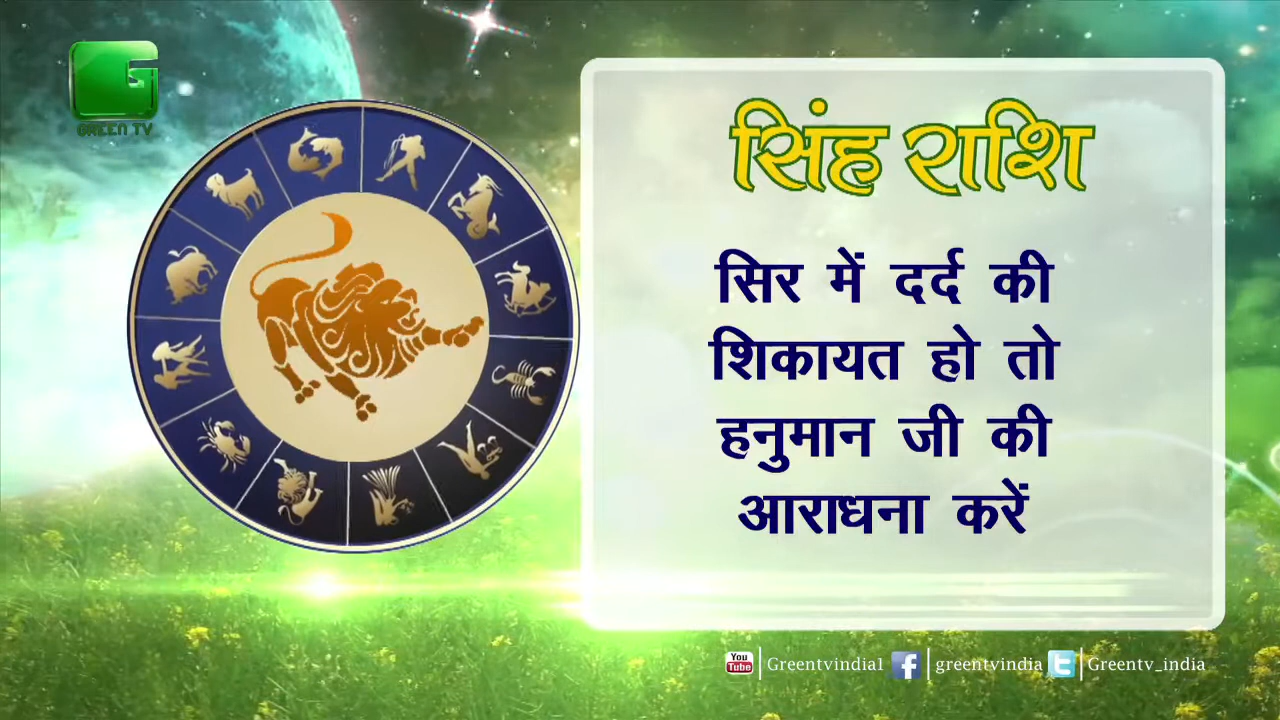 GREEN TV
सिंह राशि
सिर में दर्द की
शिकायत हो तो
हनुमान जी की
आराधना करें
You Tube Greentvindia1 f greentvindia t Greentv_india